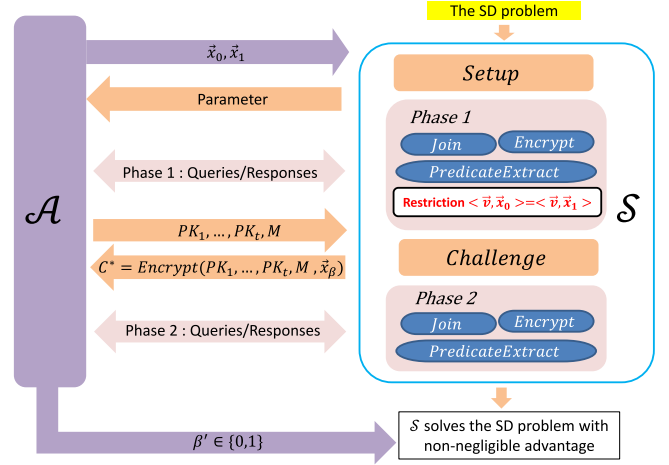 The SD problem
𝒜
x⃗₀, x⃗₁
Parameter
Phase 1 : Queries/Responses
PK₁, … , PKₜ, M
C* = Encrypt(PK₁, … , PKₜ, M , x⃗_β)
Phase 2 : Queries/Responses
β′ ∈ {0,1}
Setup
Phase 1
Join
Encrypt
PredicateExtract
Restriction < v⃗, x⃗₀ >=< v⃗, x⃗₁ >
𝒮
Challenge
Phase 2
Join
Encrypt
PredicateExtract
𝒮 solves the SD problem with
non-negligible advantage